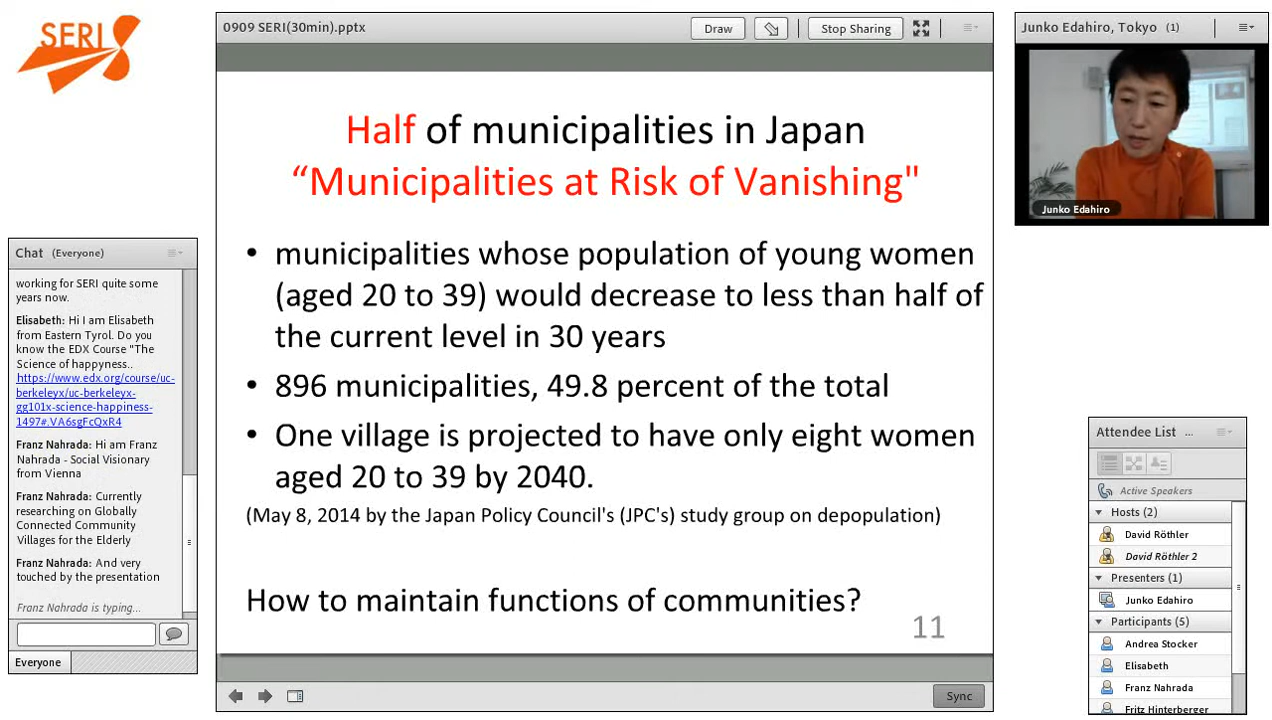 SERI
0909 SERI(30min).pptx
Draw
Stop Sharing
Half of municipalities in Japan
“Municipalities at Risk of Vanishing"
• municipalities whose population of young women
(aged 20 to 39) would decrease to less than half of
the current level in 30 years
• 896 municipalities, 49.8 percent of the total
• One village is projected to have only eight women
aged 20 to 39 by 2040.
(May 8, 2014 by the Japan Policy Council's (JPC's) study group on depopulation)
How to maintain functions of communities?
11
Sync
Chat (Everyone)
working for SERI quite some
years now.
Elisabeth: Hi I am Elisabeth
from Eastern Tyrol. Do you
know the EDX Course "The
Science of happyness..
https://www.edx.org/course/uc-
berkeleyx/uc-berkeleyx-
gg101x-science-happiness-
1497#.VA6sgFcQxR4
Franz Nahrada: Hi am Franz
Nahrada - Social Visionary
from Vienna
Franz Nahrada: Currently
researching on Globally
Connected Community
Villages for the Elderly
Franz Nahrada: And very
touched by the presentation
Franz Nahrada is typing...
Everyone
Junko Edahiro, Tokyo (1)
Junko Edahiro
Attendee List ...
Active Speakers
Hosts (2)
David Röthler
David Röthler 2
Presenters (1)
Junko Edahiro
Participants (5)
Andrea Stocker
Elisabeth
Franz Nahrada
Fritz Hinterberger